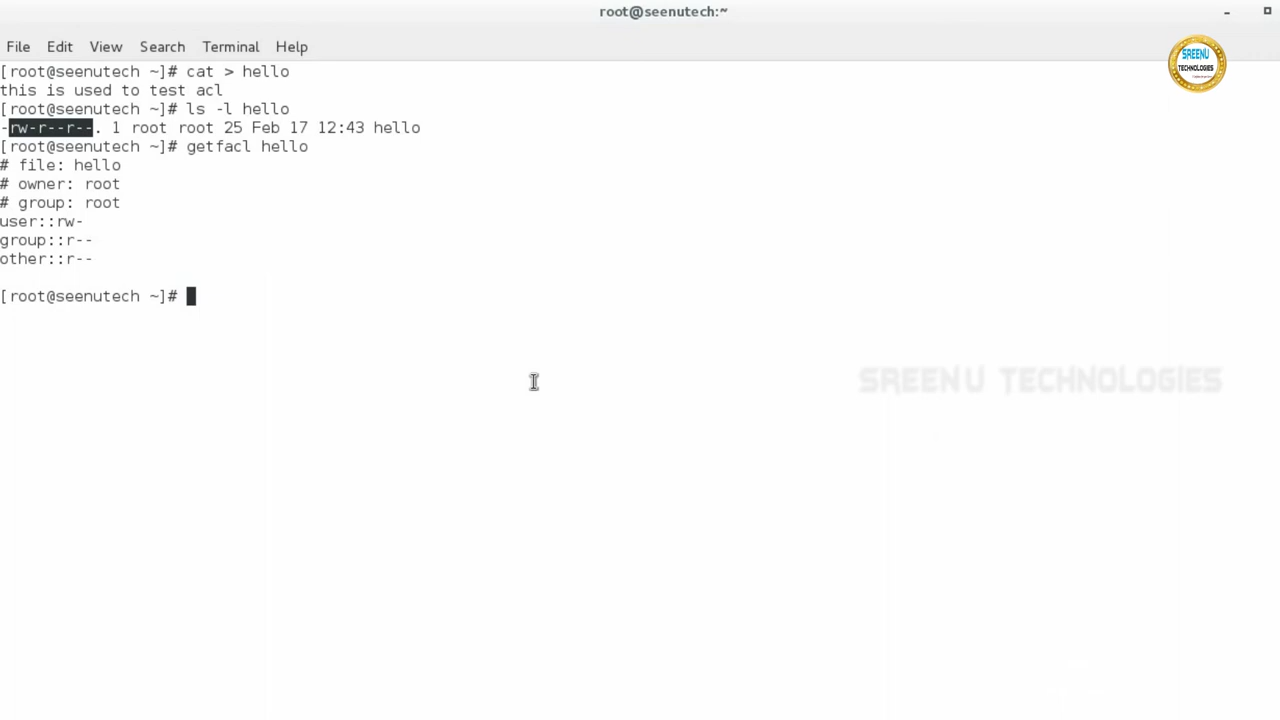 root@seenutech:~
File Edit View Search Terminal Help
SREENU
TECHNOLOGIES
[root@seenutech ~]# cat > hello
this is used to test acl
[root@seenutech ~]# ls -l hello
-rw-r--r--. 1 root root 25 Feb 17 12:43 hello
[root@seenutech ~]# getfacl hello
# file: hello
# owner: root
# group: root
user::rw-
group::r--
other::r--
[root@seenutech ~]#
SREENU TECHNOLOGIES